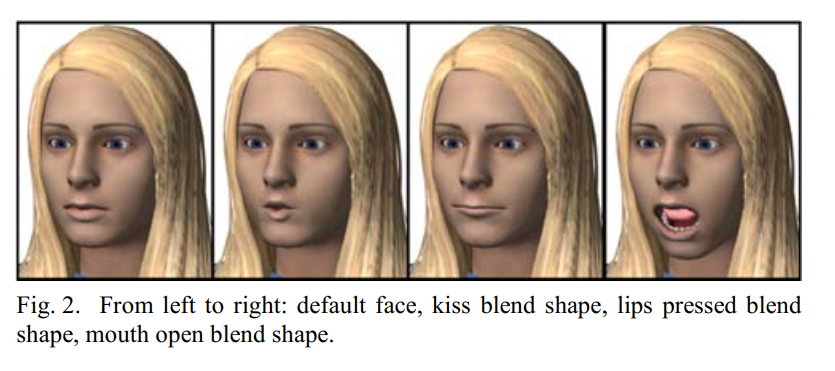 Fig. 2. From left to right: default face, kiss blend shape, lips pressed blend
shape, mouth open blend shape.